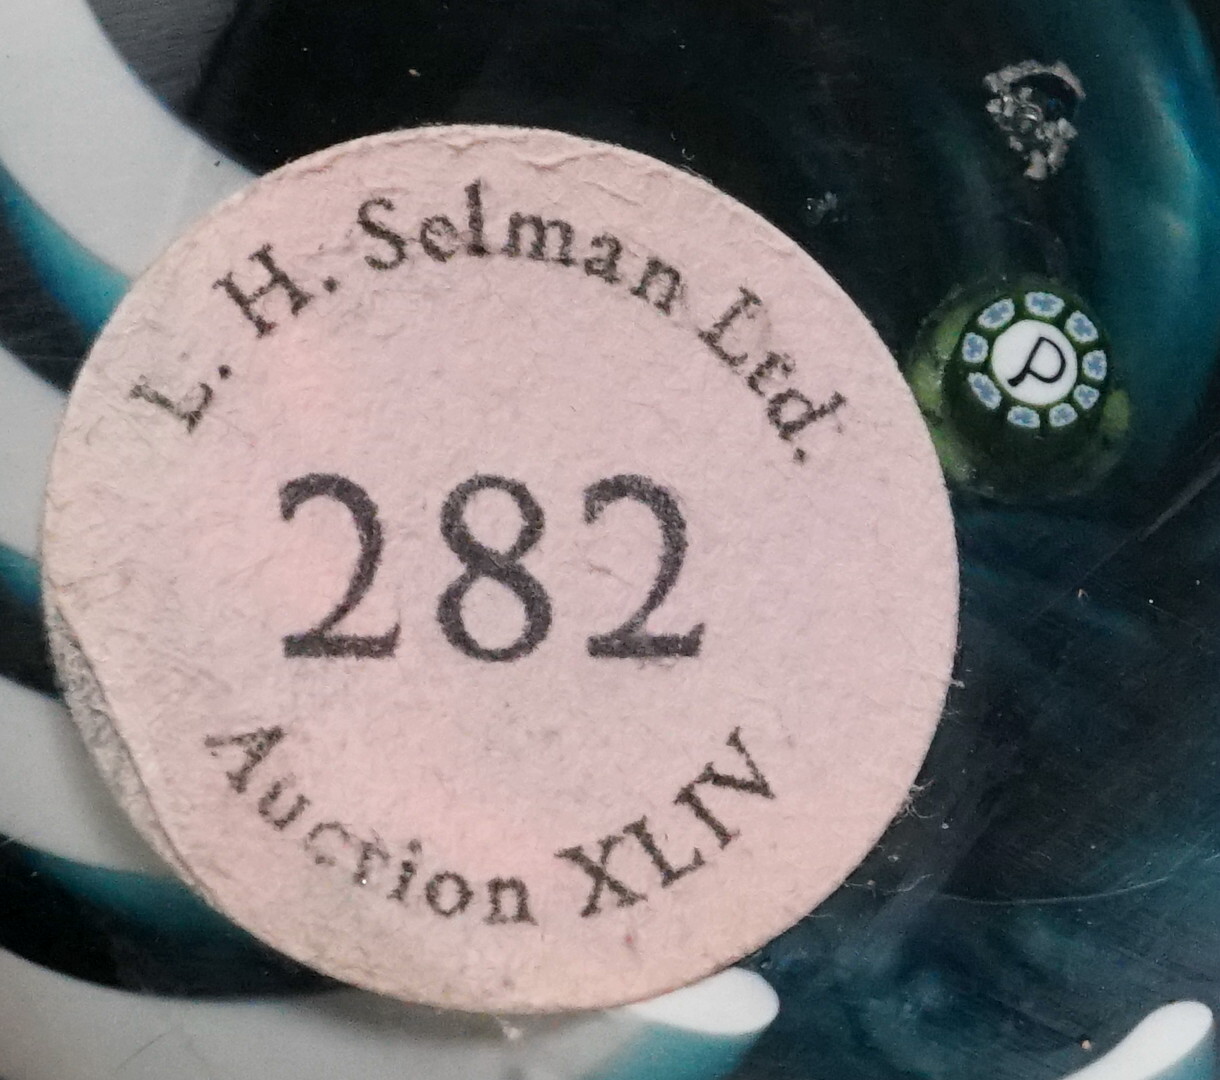 L. H. Selman Ltd.
282
Auction XLIV
P